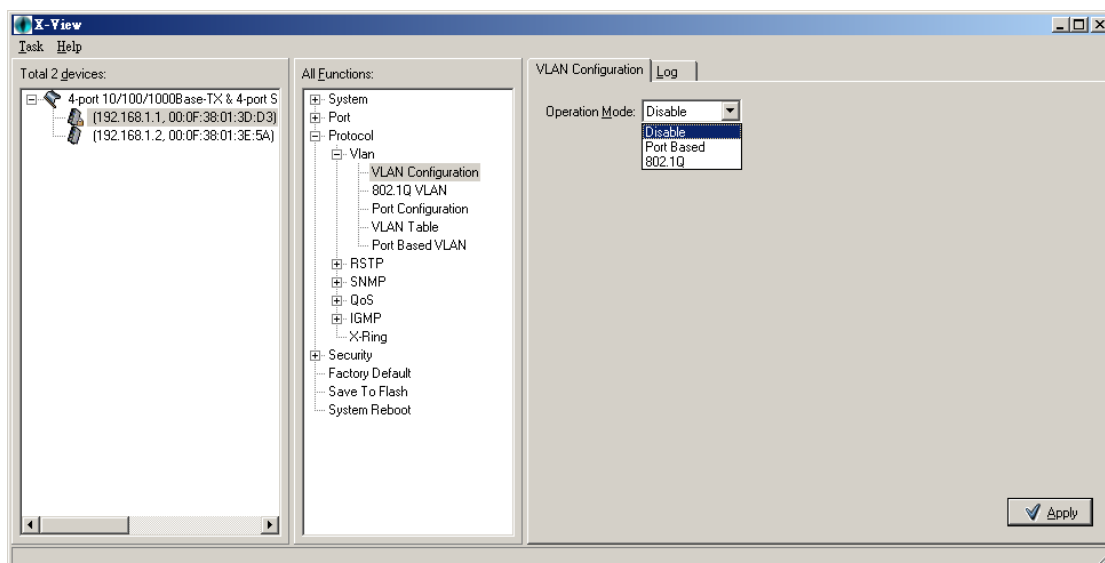 X-View
Task Help
Total 2 devices:
4-port 10/100/1000Base-TX & 4-port S
(192.168.1.1, 00:0F:38:01:3D:D3)
(192.168.1.2, 00:0F:38:01:3E:5A)
All Functions:
System
Port
Protocol
Vlan
VLAN Configuration
802.1Q VLAN
Port Configuration
VLAN Table
Port Based VLAN
RSTP
SNMP
QoS
IGMP
X-Ring
Security
Factory Default
Save To Flash
System Reboot
VLAN Configuration Log
Operation Mode: Disable
Disable
Port Based
802.1Q
Apply